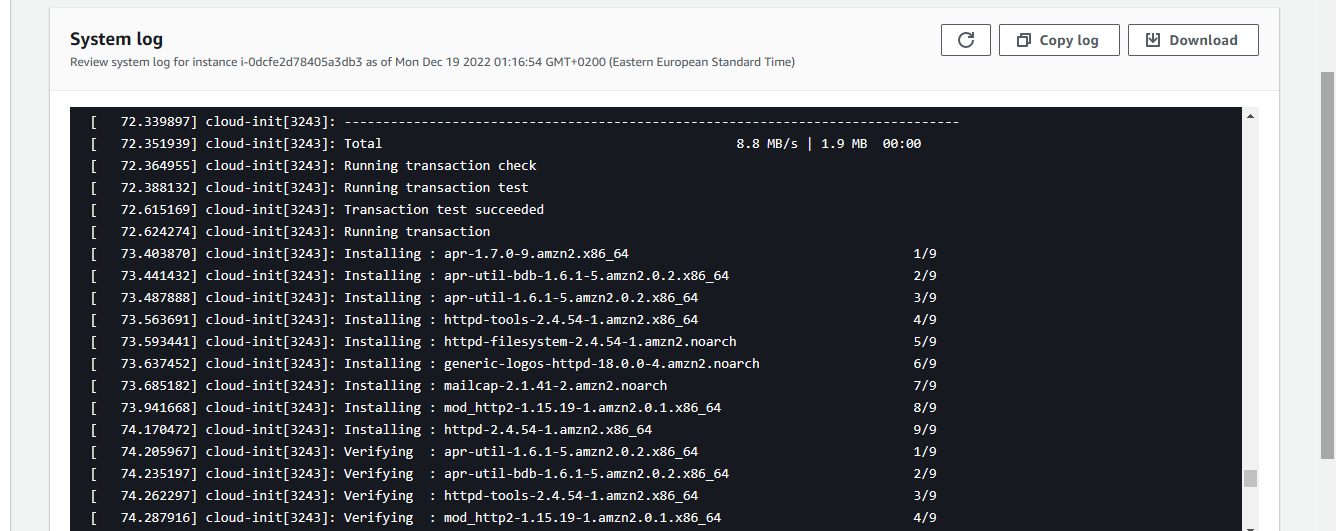 System log
Copy log
Download
Review system log for instance i-0dcfe2d78405a3db3 as of Mon Dec 19 2022 01:16:54 GMT+0200 (Eastern European Standard Time)
[   72.339897] cloud-init[3243]: --------------------------------------------------------------------------------
[   72.351939] cloud-init[3243]: Total                                              8.8 MB/s | 1.9 MB  00:00
[   72.364955] cloud-init[3243]: Running transaction check
[   72.388132] cloud-init[3243]: Running transaction test
[   72.615169] cloud-init[3243]: Transaction test succeeded
[   72.624274] cloud-init[3243]: Running transaction
[   73.403870] cloud-init[3243]: Installing : apr-1.7.0-9.amzn2.x86_64                                     1/9
[   73.441432] cloud-init[3243]: Installing : apr-util-bdb-1.6.1-5.amzn2.0.2.x86_64                        2/9
[   73.487888] cloud-init[3243]: Installing : apr-util-1.6.1-5.amzn2.0.2.x86_64                            3/9
[   73.563691] cloud-init[3243]: Installing : httpd-tools-2.4.54-1.amzn2.x86_64                            4/9
[   73.593441] cloud-init[3243]: Installing : httpd-filesystem-2.4.54-1.amzn2.noarch                       5/9
[   73.637452] cloud-init[3243]: Installing : generic-logos-httpd-18.0.0-4.amzn2.noarch                    6/9
[   73.685182] cloud-init[3243]: Installing : mailcap-2.1.41-2.amzn2.noarch                                7/9
[   73.941668] cloud-init[3243]: Installing : mod_http2-1.15.19-1.amzn2.0.1.x86_64                         8/9
[   74.170472] cloud-init[3243]: Installing : httpd-2.4.54-1.amzn2.x86_64                                  9/9
[   74.205967] cloud-init[3243]: Verifying  : apr-util-1.6.1-5.amzn2.0.2.x86_64                            1/9
[   74.235197] cloud-init[3243]: Verifying  : apr-util-bdb-1.6.1-5.amzn2.0.2.x86_64                        2/9
[   74.262297] cloud-init[3243]: Verifying  : httpd-tools-2.4.54-1.amzn2.x86_64                            3/9
[   74.287916] cloud-init[3243]: Verifying  : mod_http2-1.15.19-1.amzn2.0.1.x86_64                         4/9